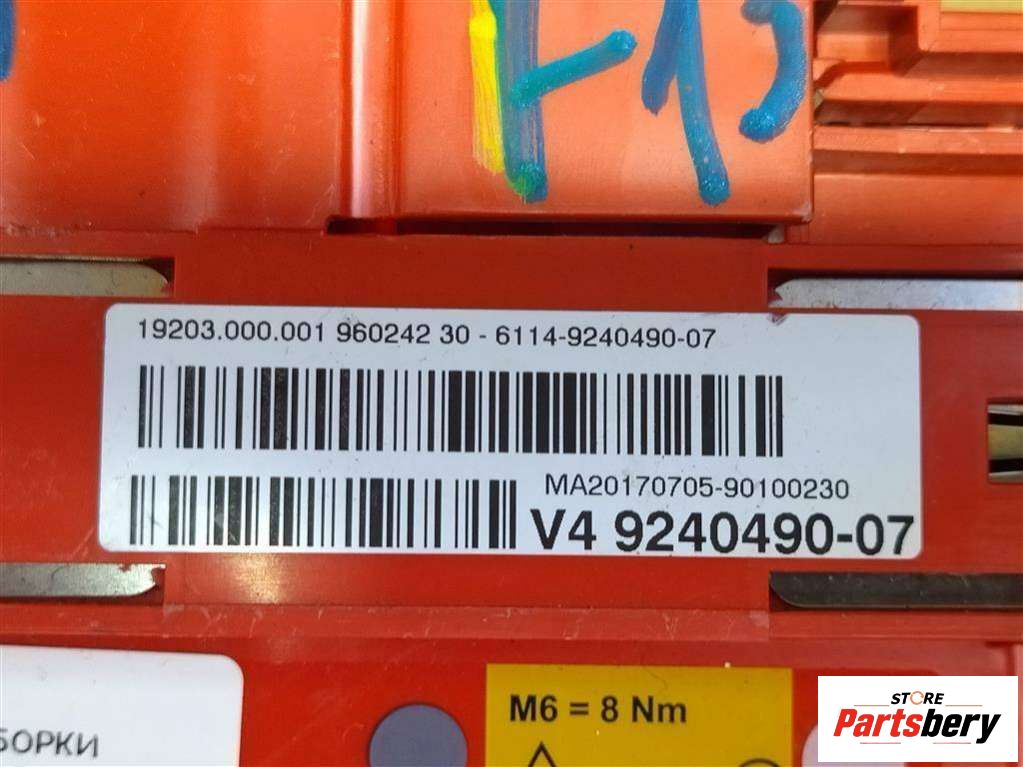 F15
19203.000.001 960242 30 - 6114-9240490-07
MA20170705-90100230
V4 9240490-07
M6 = 8 Nm
БОРКИ
STORE
Partsbery